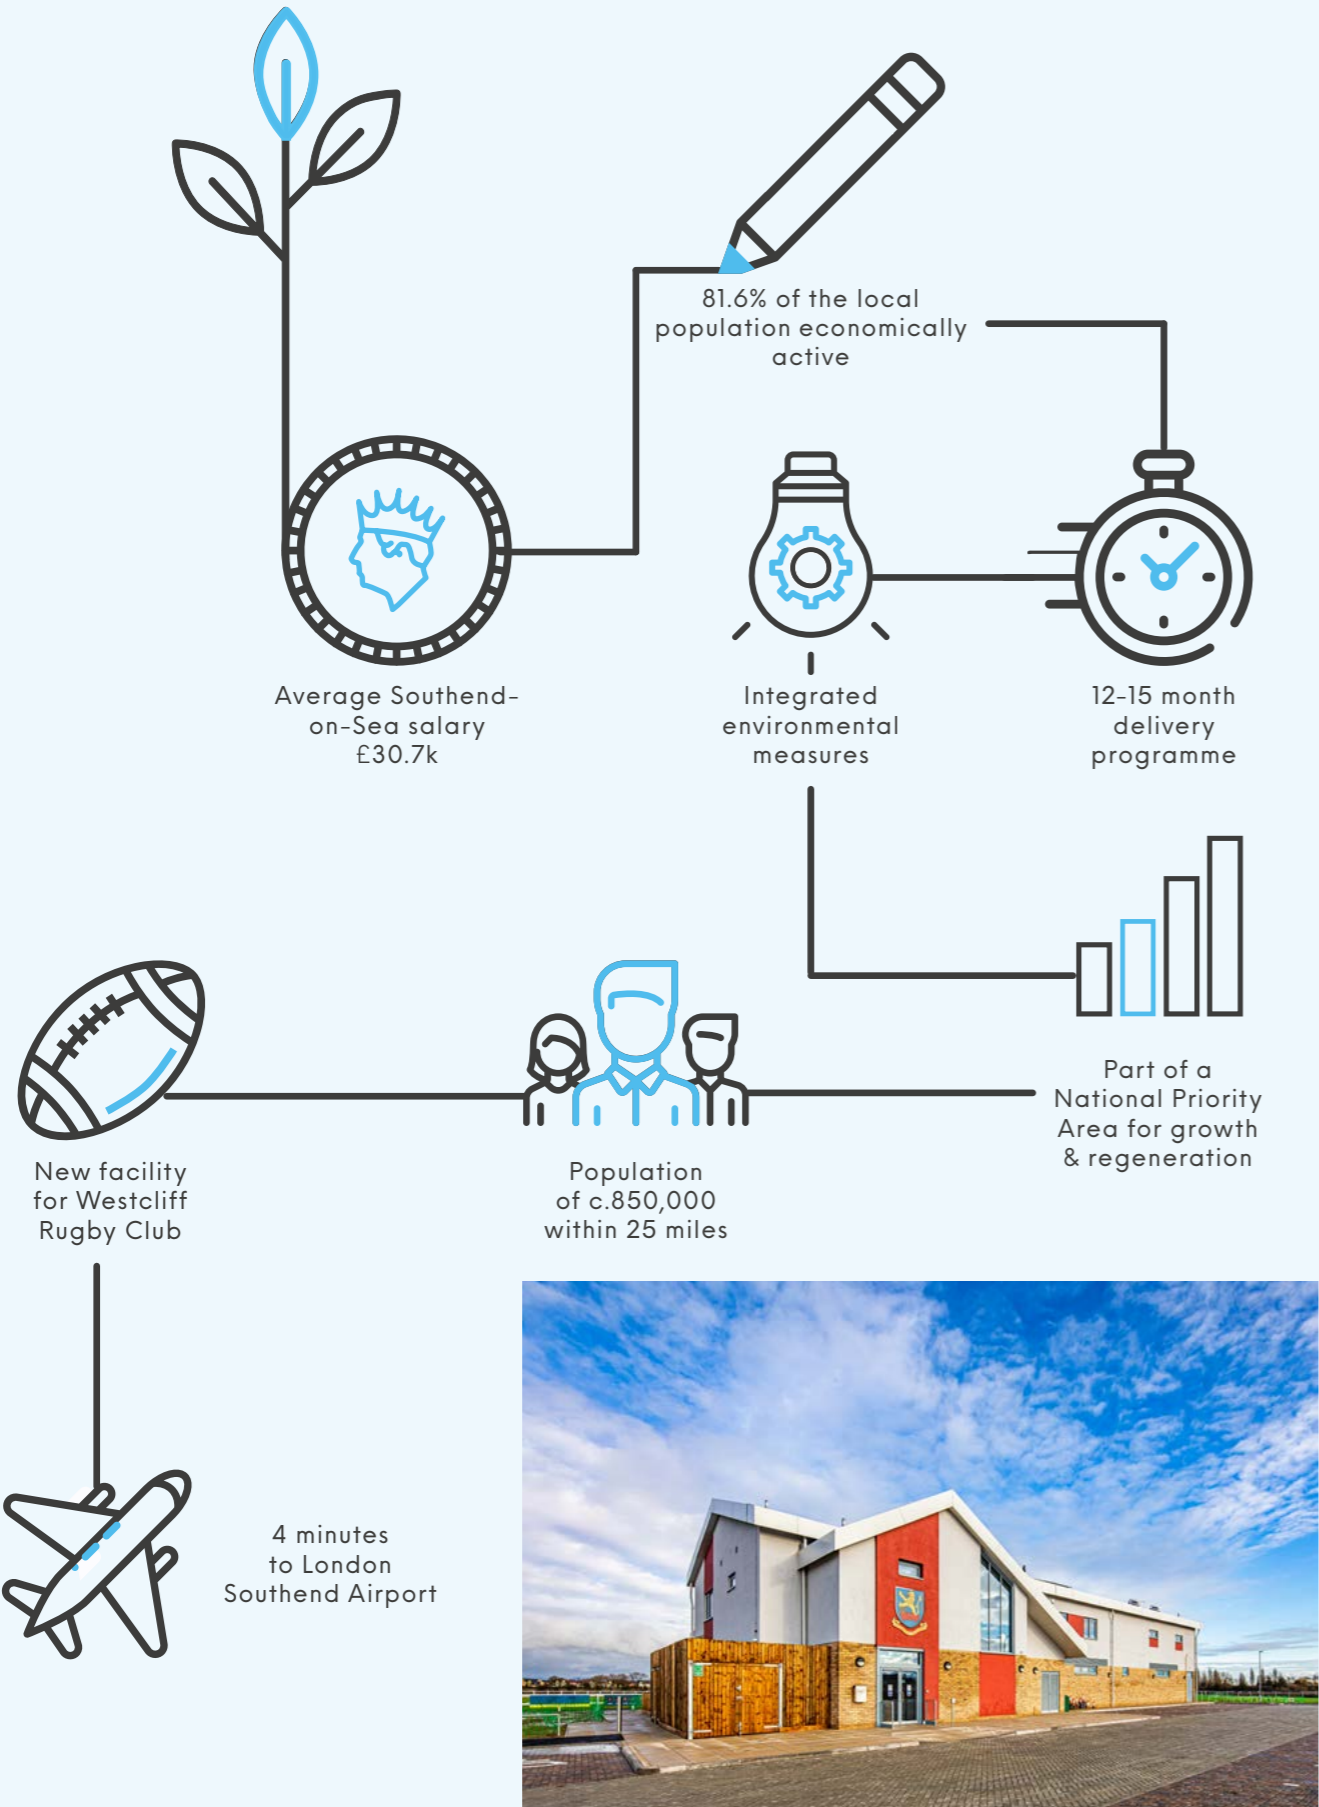 81.6% of the local
population economically
active
Average Southend-
on-Sea salary
£30.7k
Integrated
environmental
measures
12-15 month
delivery
programme
Part of a
National Priority
Area for growth
& regeneration
Population
of c.850,000
within 25 miles
New facility
for Westcliff
Rugby Club
4 minutes
to London
Southend Airport